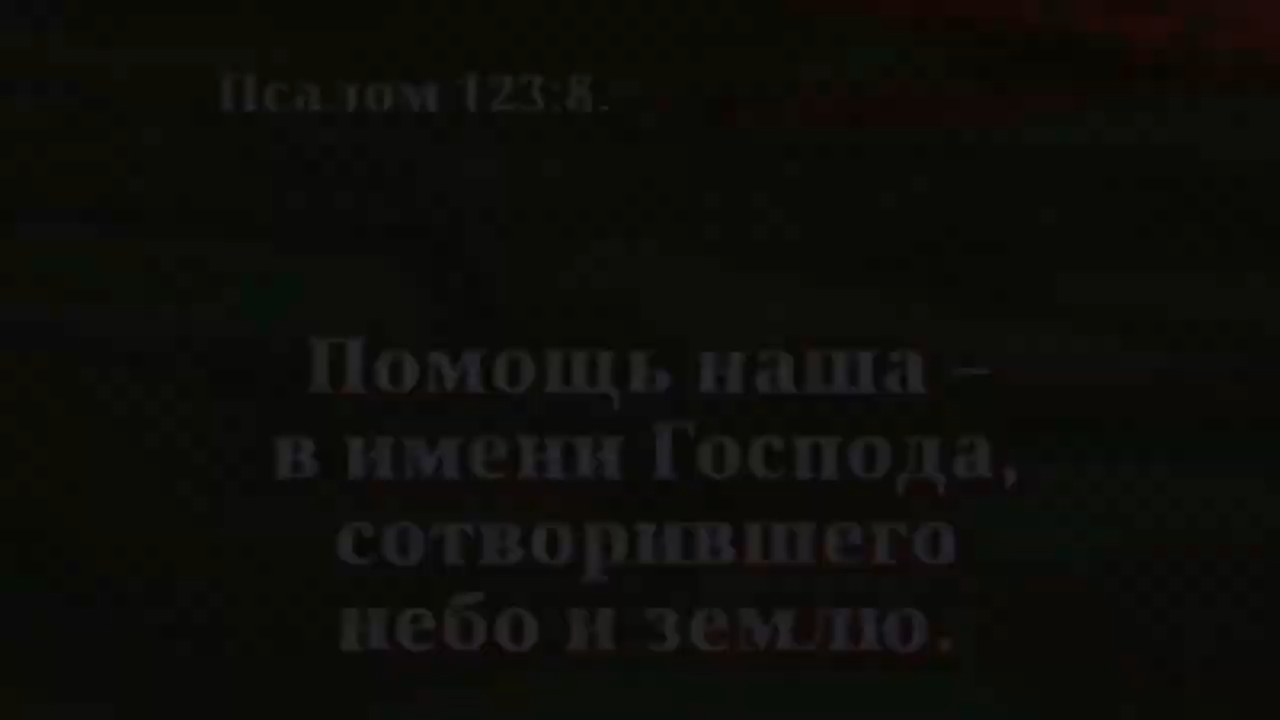 Псалом 123:8.
Помощь наша –
в имени Господа,
сотворившего
небо и землю.